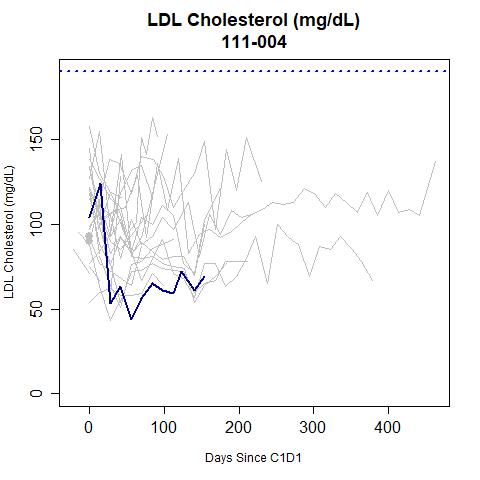 LDL Cholesterol (mg/dL)
111-004
LDL Cholesterol (mg/dL)
150
100
50
0
0 100 200 300 400
Days Since C1D1